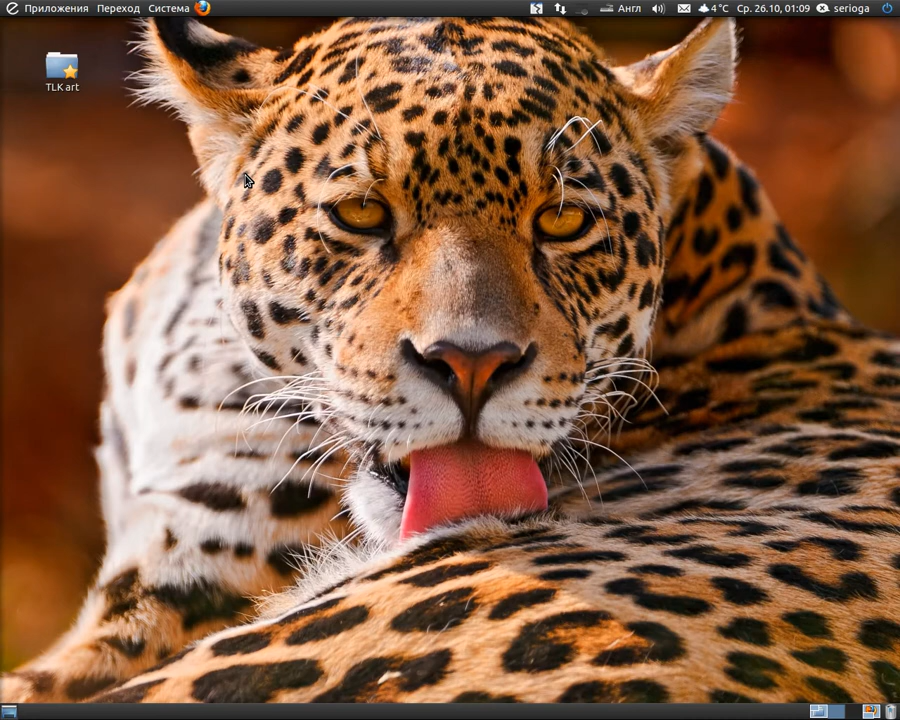 Приложения Переход Система Англ 4 °C Ср. 26.10, 01:09 serioga
TLK art